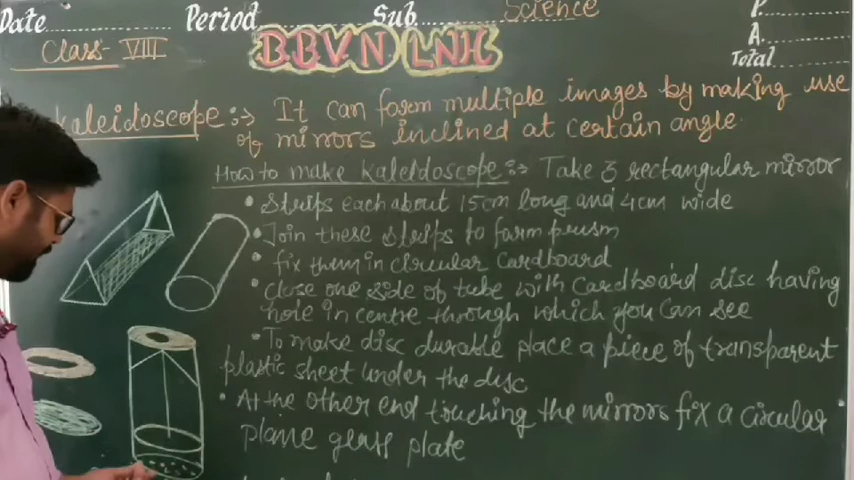 Date Period Sub Science P.
Class- VIII BBVN LNH A.
Total
Kaleidoscope :→ It can form multiple images by making use
of mirrors inclined at certain angle
How to make Kaleidoscope :→ Take 3 rectangular mirror
• Strips each about 15cm long and 4cm wide
• Join these strips to form prism
• fix them in circular Cardboard
• Close one side of tube with Cardboard disc having
hole in centre through which you Can see
• To make disc durable place a piece of transparent
plastic sheet under the disc
• At the other end touching the mirrors fix a circular
plane glass plate